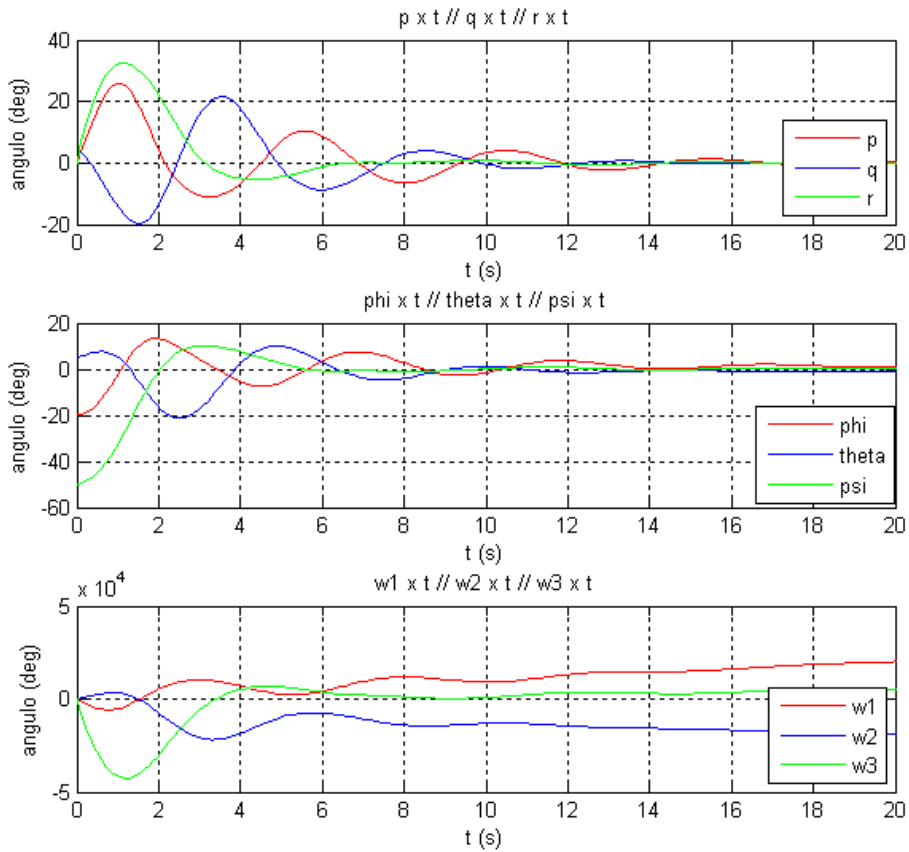 p x t // q x t // r x t
40
20
0
-20
angulo (deg)
p
q
r
0 2 4 6 8 10 12 14 16 18 20
t (s)
phi x t // theta x t // psi x t
20
0
-20
-40
-60
angulo (deg)
phi
theta
psi
0 2 4 6 8 10 12 14 16 18 20
t (s)
w1 x t // w2 x t // w3 x t
x 10^4
5
0
-5
angulo (deg)
w1
w2
w3
0 2 4 6 8 10 12 14 16 18 20
t (s)